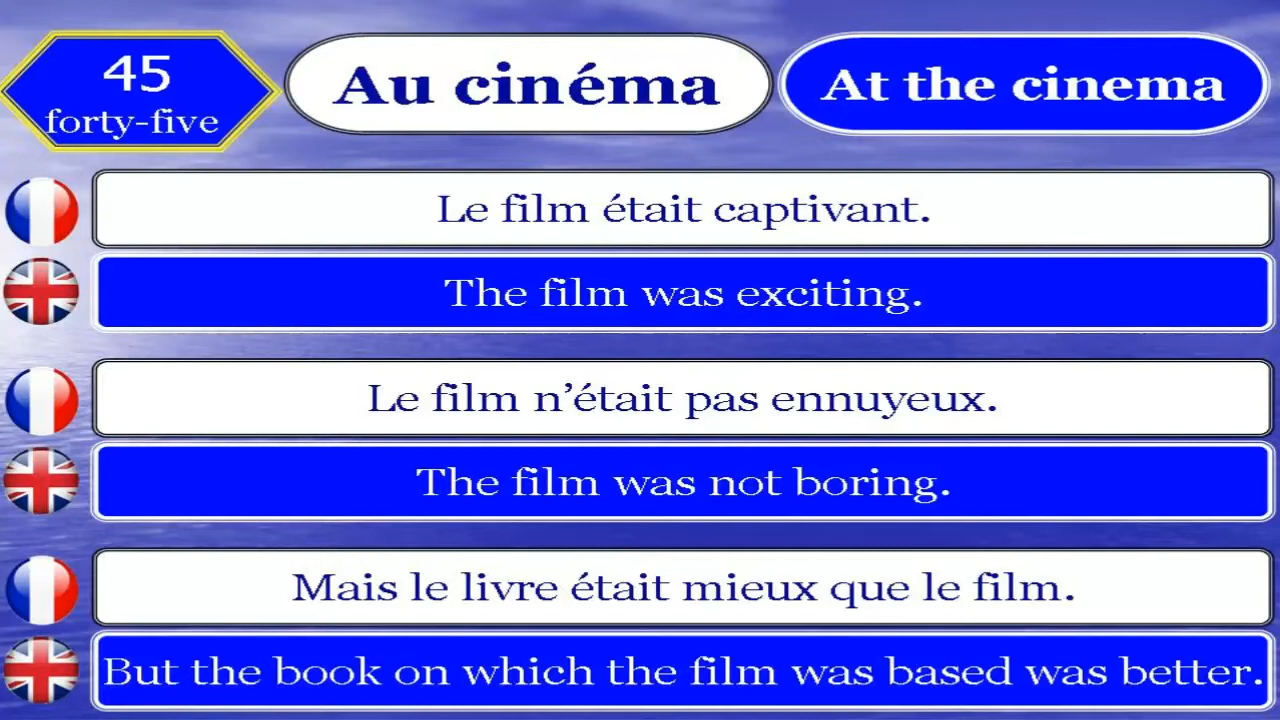 45
forty-five
Au cinéma
At the cinema
Le film était captivant.
The film was exciting.
Le film n’était pas ennuyeux.
The film was not boring.
Mais le livre était mieux que le film.
But the book on which the film was based was better.